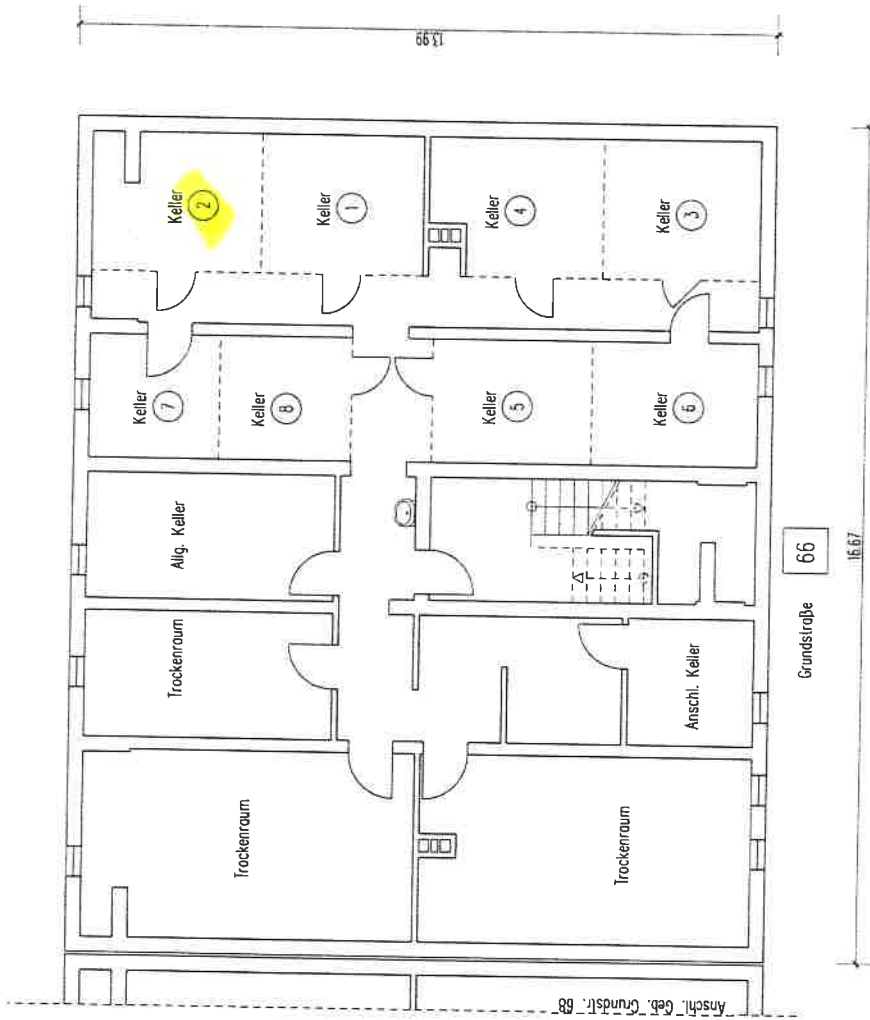 13.99
Keller
2
Keller
1
Keller
4
Keller
3
Keller
7
Keller
8
Keller
5
Keller
6
Allg. Keller
Trockenraum
Anschl. Keller
Trockenraum
Trockenraum
66
Grundstraße
16.67
Anschl. Geb. Grundstr. 68